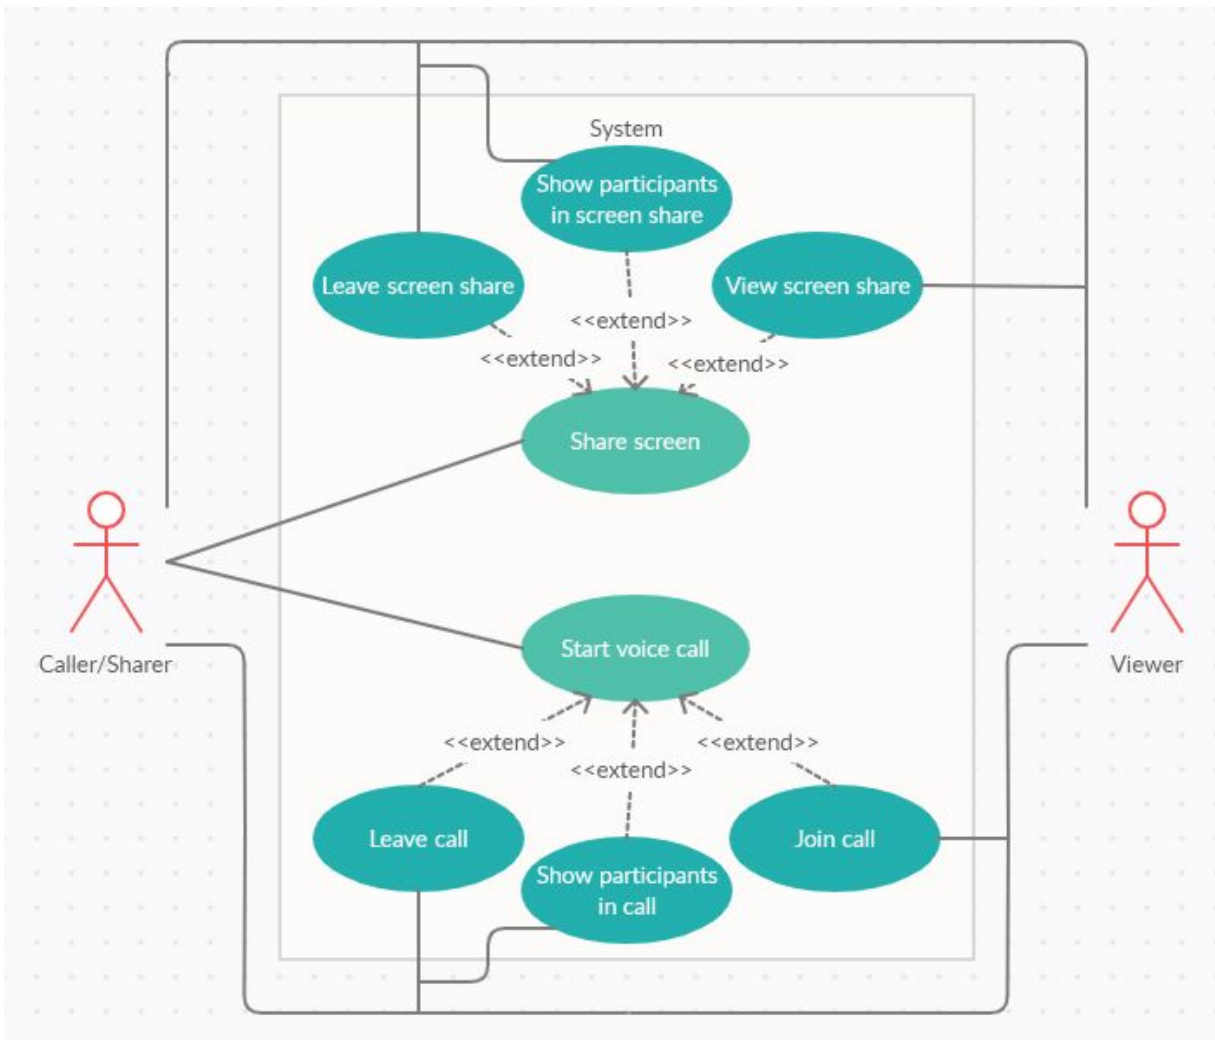 System
Show participants
in screen share
Leave screen share
View screen share
<<extend>>
<<extend>>
<<extend>>
Share screen
Caller/Sharer
Viewer
Start voice call
<<extend>>
<<extend>>
<<extend>>
Leave call
Join call
Show participants
in call